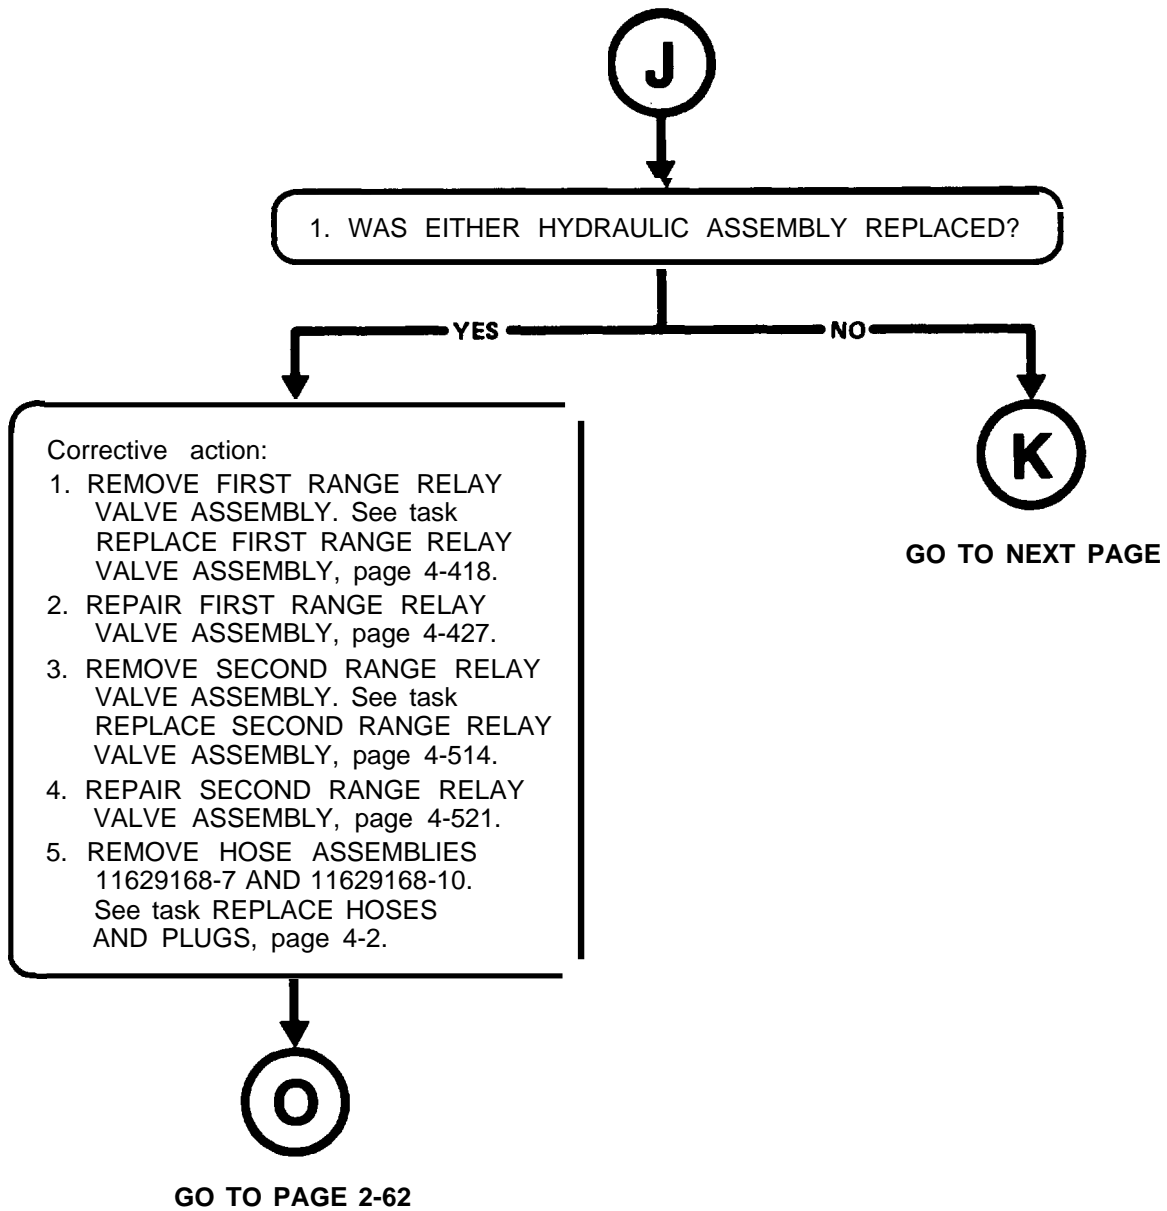 J
1. WAS EITHER HYDRAULIC ASSEMBLY REPLACED?
YES
NO
Corrective action:
1. REMOVE FIRST RANGE RELAY
VALVE ASSEMBLY. See task
REPLACE FIRST RANGE RELAY
VALVE ASSEMBLY, page 4-418.
2. REPAIR FIRST RANGE RELAY
VALVE ASSEMBLY, page 4-427.
3. REMOVE SECOND RANGE RELAY
VALVE ASSEMBLY. See task
REPLACE SECOND RANGE RELAY
VALVE ASSEMBLY, page 4-514.
4. REPAIR SECOND RANGE RELAY
VALVE ASSEMBLY, page 4-521.
5. REMOVE HOSE ASSEMBLIES
11629168-7 AND 11629168-10.
See task REPLACE HOSES
AND PLUGS, page 4-2.
K
GO TO NEXT PAGE
O
GO TO PAGE 2-62